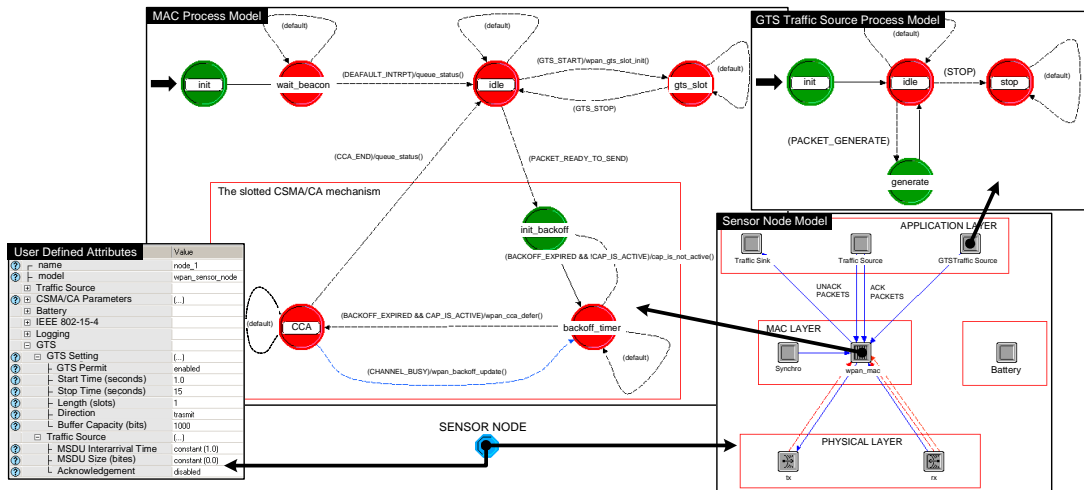 MAC Process Model
(default)
(default)
init
wait_beacon
(DEAFAULT_INTRPT)/queue_status()
idle
(GTS_START)/wpan_gts_slot_init()
(GTS_STOP)
gts_slot
(default)
(CCA_END)/queue_status()
(PACKET_READY_TO_SEND)
The slotted CSMA/CA mechanism
init_backoff
(BACKOFF_EXPIRED && !CAP_IS_ACTIVE)/cap_is_not_active()
(default)
CCA
(BACKOFF_EXPIRED && CAP_IS_ACTIVE)/wpan_cca_defer()
backoff_timer
(CHANNEL_BUSY)/wpan_backoff_update()
(default)
GTS Traffic Source Process Model
(default)
init
idle
(STOP)
stop
(default)
(PACKET_GENERATE)
generate
Sensor Node Model
APPLICATION LAYER
Traffic Sink
Traffic Source
GTSTraffic Source
UNACK PACKETS
ACK PACKETS
MAC LAYER
Synchro
wpan_mac
Battery
PHYSICAL LAYER
tx
rx
SENSOR NODE
User Defined Attributes
Value
name node_1
model wpan_sensor_node
Traffic Source
CSMA/CA Parameters (...)
Battery
IEEE 802-15-4
Logging
GTS
GTS Setting (...)
GTS Permit enabled
Start Time (seconds) 1.0
Stop Time (seconds) 15
Length (slots) 1
Direction trasmit
Buffer Capacity (bits) 1000
Traffic Source (...)
MSDU Interarrival Time constant (1.0)
MSDU Size (bites) constant (0.0)
Acknowledgement disabled